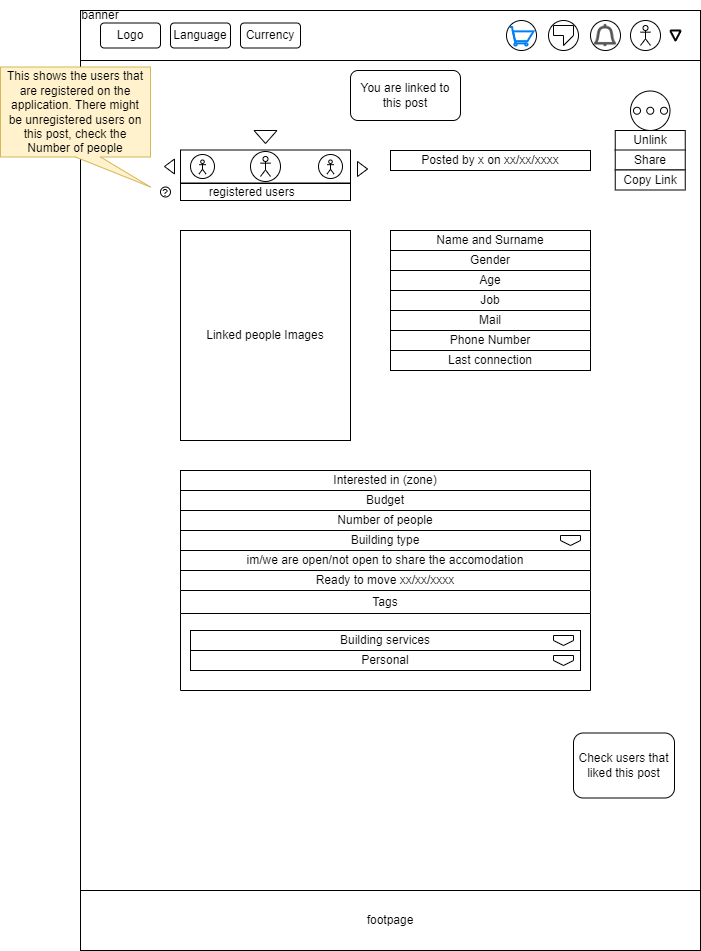 banner
Logo
Language
Currency
This shows the users that
are registered on the
application. There might
be unregistered users on
this post, check the
Number of people
You are linked to
this post
Unlink
Share
Copy Link
Posted by x on xx/xx/xxxx
?
registered users
Linked people Images
Name and Surname
Gender
Age
Job
Mail
Phone Number
Last connection
Interested in (zone)
Budget
Number of people
Building type
im/we are open/not open to share the accomodation
Ready to move xx/xx/xxxx
Tags
Building services
Personal
Check users that
liked this post
footpage